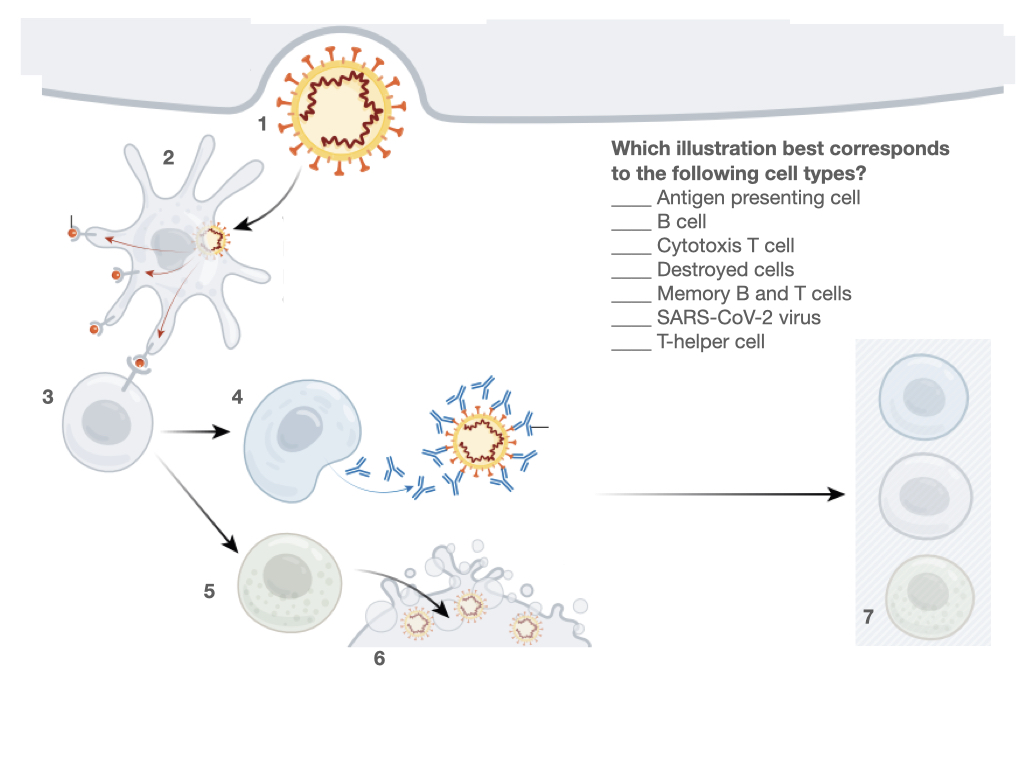 1
2
Which illustration best corresponds
to the following cell types?
____ Antigen presenting cell
____ B cell
____ Cytotoxis T cell
____ Destroyed cells
____ Memory B and T cells
____ SARS-CoV-2 virus
____ T-helper cell
3
4
5
6
7